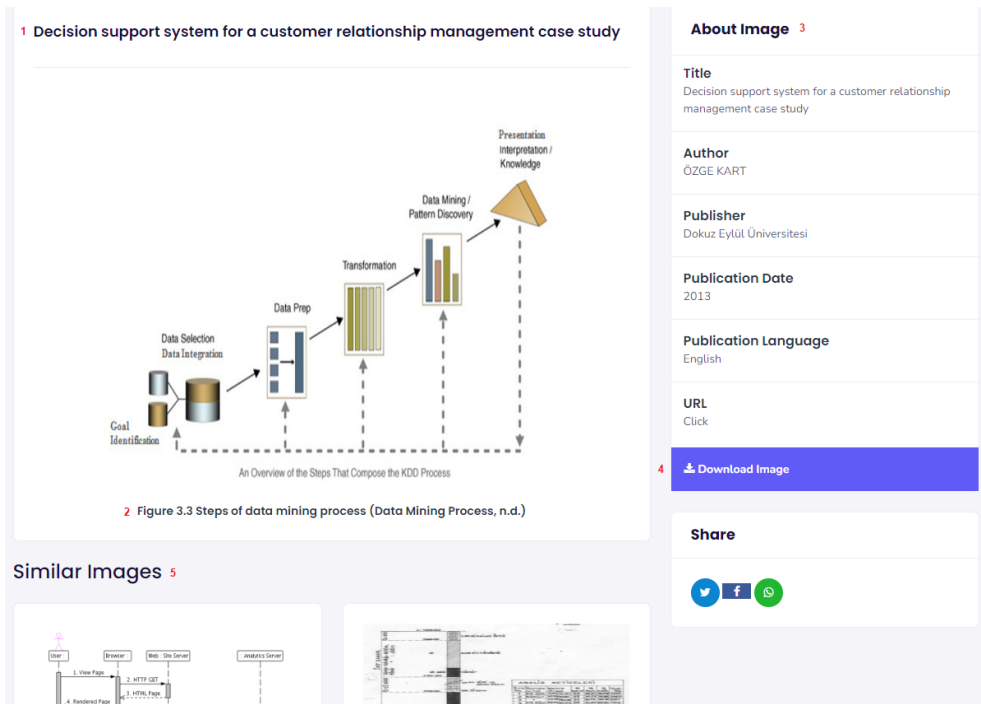 1 Decision support system for a customer relationship management case study
Presentation
Interpretation /
Knowledge
Data Mining /
Pattern Discovery
Transformation
Data Prep
Data Selection
Data Integration
Goal
Identification
An Overview of the Steps That Compose the KDD Process
2 Figure 3.3 Steps of data mining process (Data Mining Process, n.d.)
Similar Images 5
User :
Browser :
Web : Site Server
: Analytics Server
1. View Page
2. HTTP GET
3. HTML Page
4. Rendered Page
About Image 3
Title
Decision support system for a customer relationship
management case study
Author
ÖZGE KART
Publisher
Dokuz Eylül Üniversitesi
Publication Date
2013
Publication Language
English
URL
Click
4 Download Image
Share